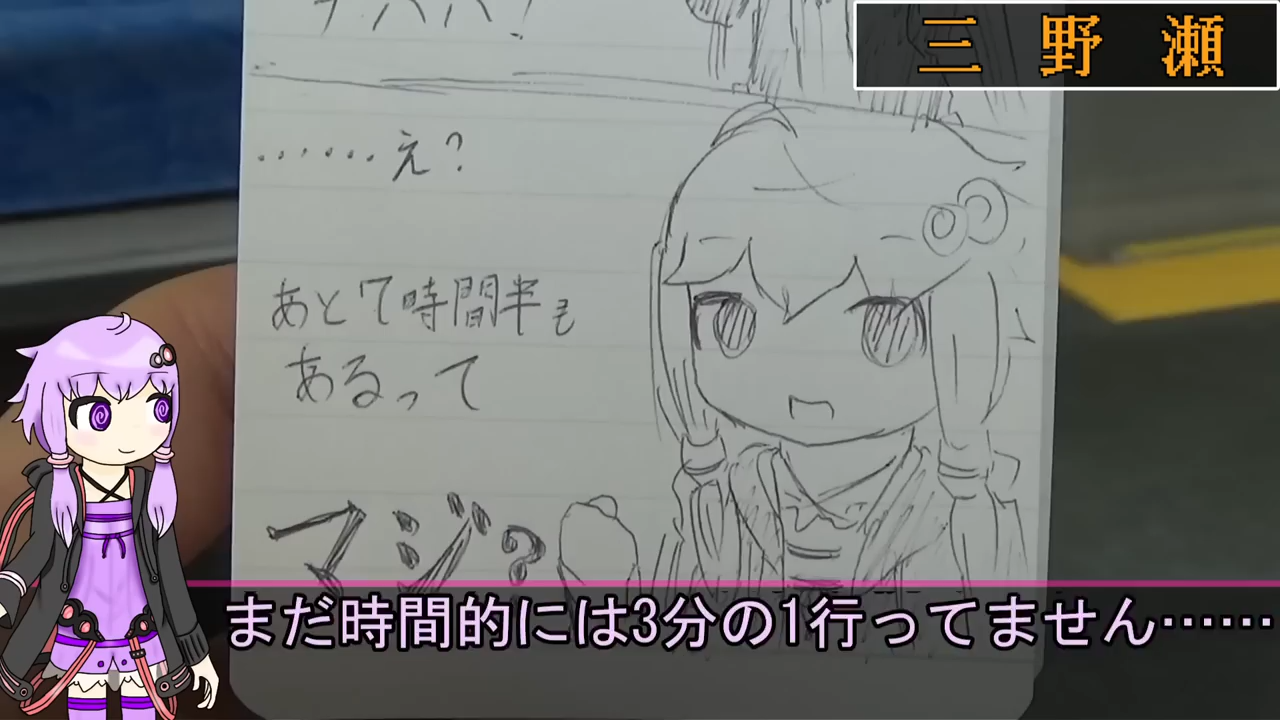 三野瀬
……え?
あと7時間半も
あるって
マジ?
まだ時間的には3分の1行ってません……